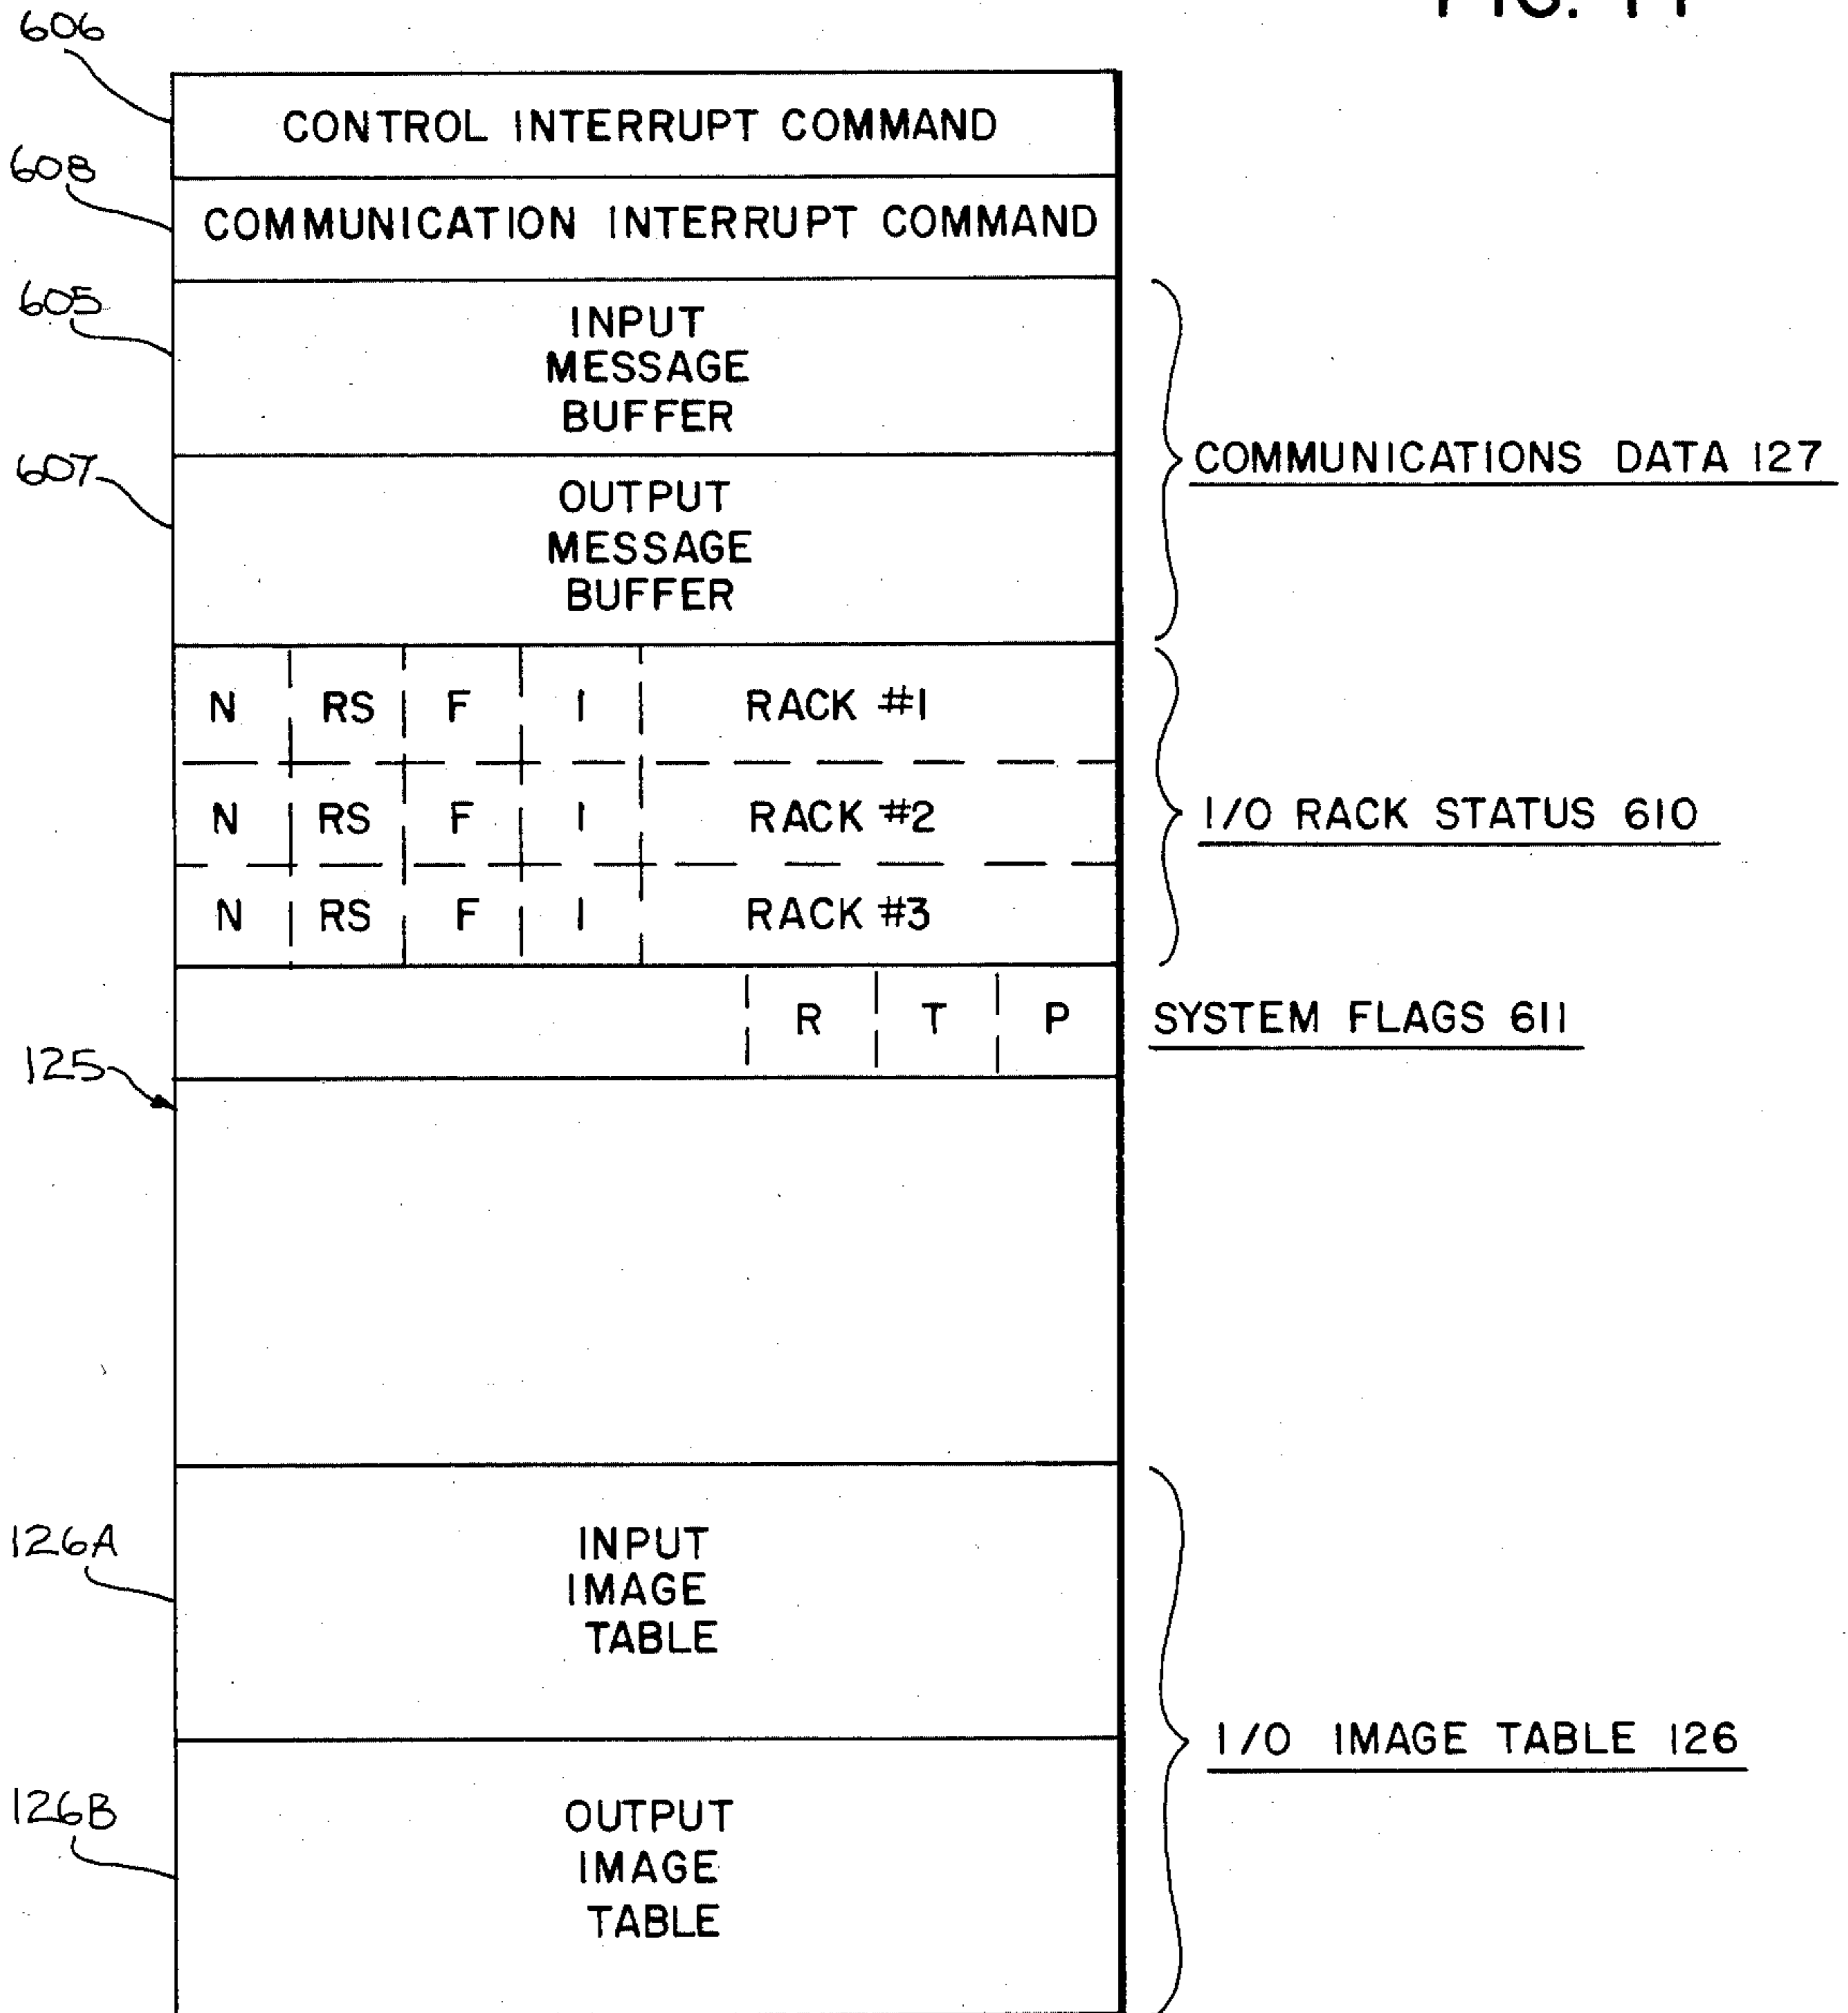 FIG. 14
606
CONTROL INTERRUPT COMMAND
608
COMMUNICATION INTERRUPT COMMAND
605
INPUT
MESSAGE
BUFFER
COMMUNICATIONS DATA 127
607
OUTPUT
MESSAGE
BUFFER
N RS F I RACK #1
N RS F I RACK #2
I/O RACK STATUS 610
N RS F I RACK #3
R T P SYSTEM FLAGS 611
125
126A
INPUT
IMAGE
TABLE
I/O IMAGE TABLE 126
126B
OUTPUT
IMAGE
TABLE